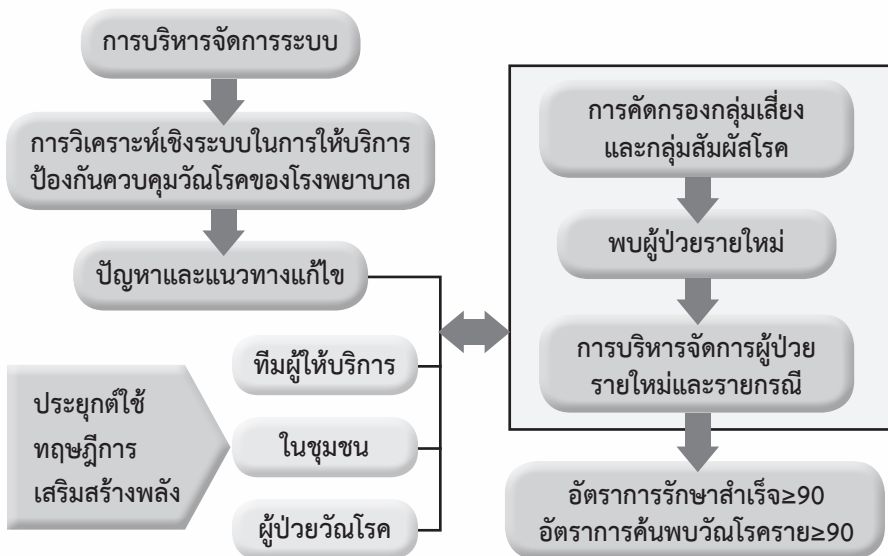 การบริหารจัดการระบบ
การวิเคราะห์เชิงระบบในการให้บริการ
ป้องกันควบคุมวัณโรคของโรงพยาบาล
ปัญหาและแนวทางแก้ไข
ประยุกต์ใช้
ทฤษฎีการ
เสริมสร้างพลัง
ทีมผู้ให้บริการ
ในชุมชน
ผู้ป่วยวัณโรค
การคัดกรองกลุ่มเสี่ยง
และกลุ่มสัมผัสโรค
พบผู้ป่วยรายใหม่
การบริหารจัดการผู้ป่วย
รายใหม่และรายกรณี
อัตราการรักษาสำเร็จ≥90
อัตราการค้นพบวัณโรคราย≥90